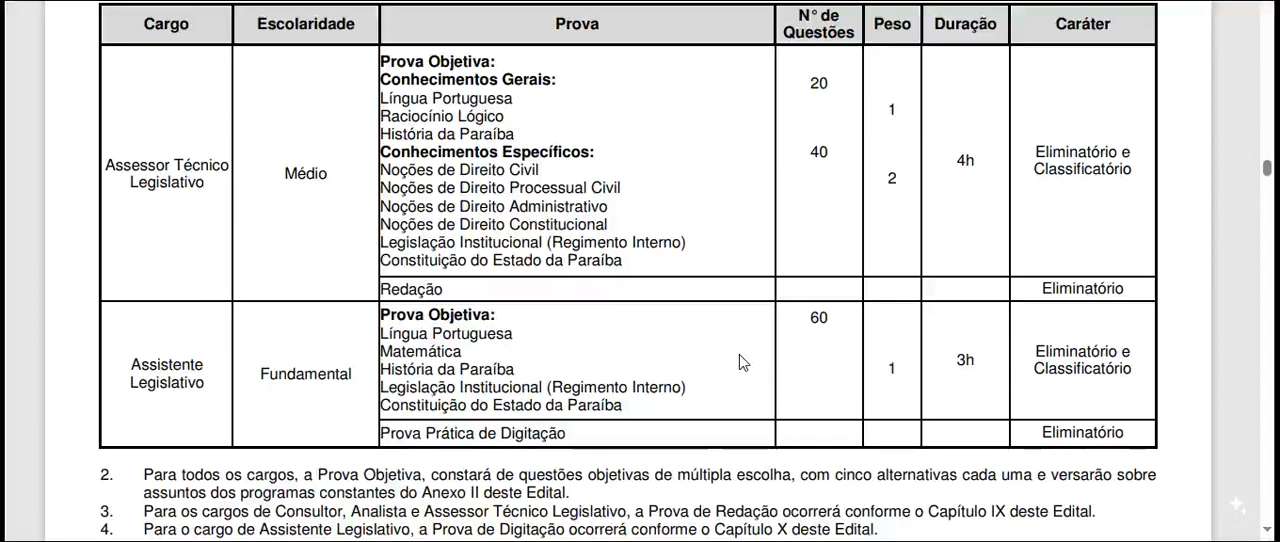 Cargo Escolaridade Prova N° de Questões Peso Duração Caráter
Assessor Técnico
Legislativo
Médio
Prova Objetiva:
Conhecimentos Gerais:
Língua Portuguesa
Raciocínio Lógico
História da Paraíba
Conhecimentos Específicos:
Noções de Direito Civil
Noções de Direito Processual Civil
Noções de Direito Administrativo
Noções de Direito Constitucional
Legislação Institucional (Regimento Interno)
Constituição do Estado da Paraíba
20
40
1
2
4h
Eliminatório e
Classificatório
Redação
Eliminatório
Assistente
Legislativo
Fundamental
Prova Objetiva:
Língua Portuguesa
Matemática
História da Paraíba
Legislação Institucional (Regimento Interno)
Constituição do Estado da Paraíba
60
1
3h
Eliminatório e
Classificatório
Prova Prática de Digitação
Eliminatório
2. Para todos os cargos, a Prova Objetiva, constará de questões objetivas de múltipla escolha, com cinco alternativas cada uma e versarão sobre
assuntos dos programas constantes do Anexo II deste Edital.
3. Para os cargos de Consultor, Analista e Assessor Técnico Legislativo, a Prova de Redação ocorrerá conforme o Capítulo IX deste Edital.
4. Para o cargo de Assistente Legislativo, a Prova de Digitação ocorrerá conforme o Capítulo X deste Edital.